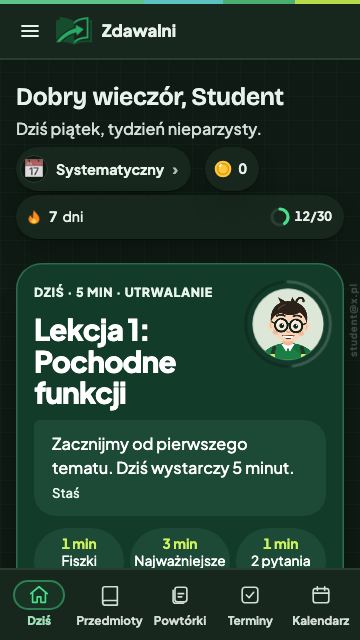 Zdawalni
Dobry wieczór, Student
Dziś piątek, tydzień nieparzysty.
17 Systematyczny › 0
7 dni 12/30
DZIŚ · 5 MIN · UTRWALANIE
Lekcja 1:
Pochodne
funkcji
student@x.pl
Zacznijmy od pierwszego
tematu. Dziś wystarczy 5 minut.
Staś
1 min 3 min 1 min
Fiszki Najważniejsze 2 pytania
Dziś Przedmioty Powtórki Terminy Kalendarz